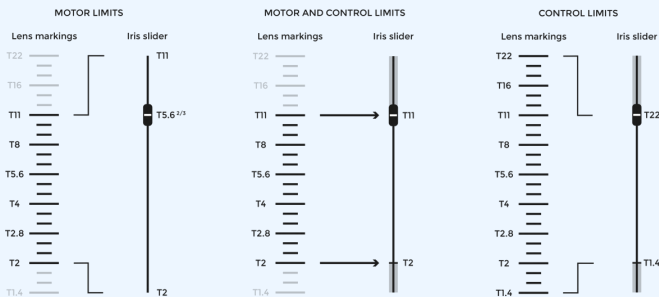 MOTOR LIMITS
Lens markings
Iris slider
T22
T16
T11
T8
T5.6
T4
T2.8
T2
T1.4
T11
T5.6 2/3
T2
MOTOR AND CONTROL LIMITS
Lens markings
Iris slider
T22
T16
T11
T8
T5.6
T4
T2.8
T2
T1.4
T11
T2
CONTROL LIMITS
Lens markings
Iris slider
T22
T16
T11
T8
T5.6
T4
T2.8
T2
T1.4
T22
T1.4